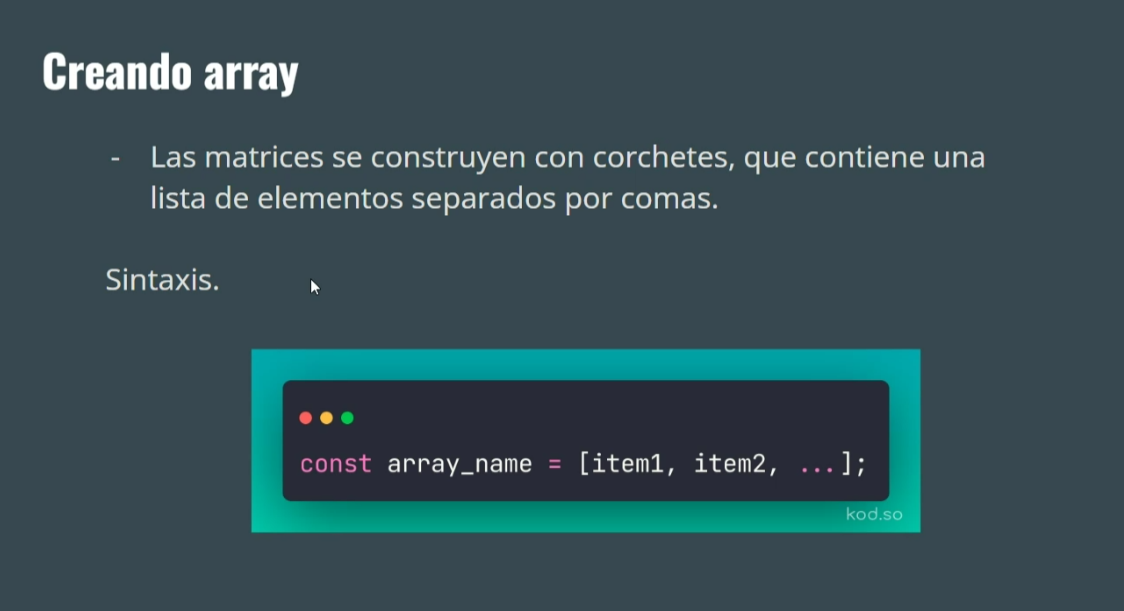 Creando array
- Las matrices se construyen con corchetes, que contiene una
lista de elementos separados por comas.
Sintaxis.
const array_name = [item1, item2, ...];
kod.so